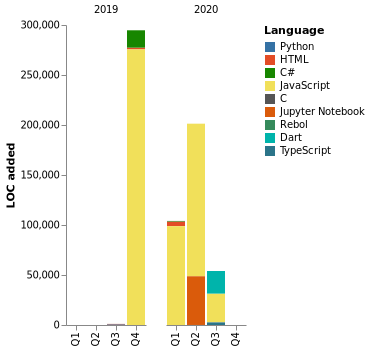 2019
2020
300,000
250,000
200,000
150,000
100,000
50,000
0
LOC added
Q1
Q2
Q3
Q4
Q1
Q2
Q3
Q4
Language
Python
HTML
C#
JavaScript
C
Jupyter Notebook
Rebol
Dart
TypeScript